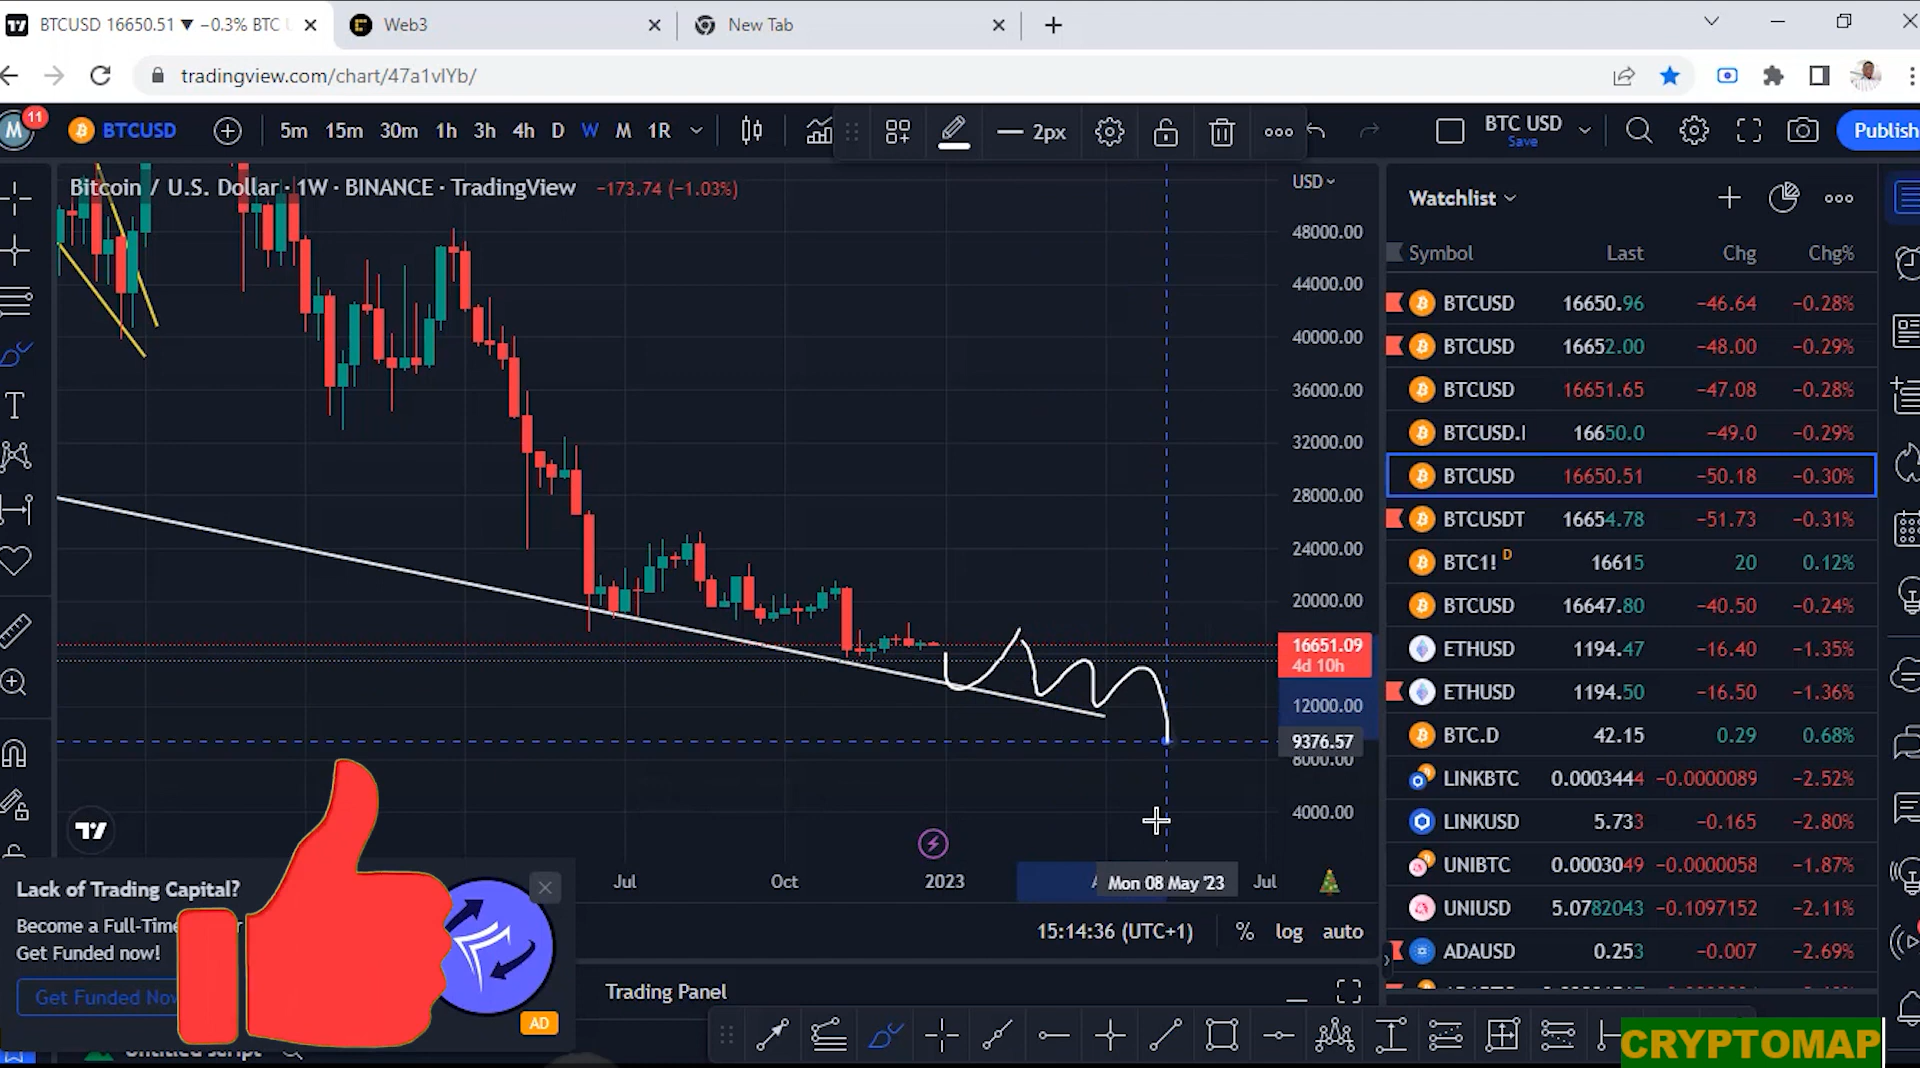 BTCUSD 16650.51 ▼ −0.3% BTC
Web3
New Tab
tradingview.com/chart/47a1vIYb/
M
11
BTCUSD
5m 15m 30m 1h 3h 4h D W M 1R
2px
BTC USD
Save
Publish
Bitcoin / U.S. Dollar · 1W · BINANCE · TradingView −173.74 (−1.03%)
USD
48000.00
44000.00
40000.00
36000.00
32000.00
28000.00
24000.00
20000.00
16651.09
4d 10h
12000.00
9376.57
8000.00
4000.00
Jul Oct 2023 Mon 08 May '23 Jul
15:14:36 (UTC+1) % log auto
Trading Panel
Watchlist
Symbol Last Chg Chg%
BTCUSD 16650.96 −46.64 −0.28%
BTCUSD 16652.00 −48.00 −0.29%
BTCUSD 16651.65 −47.08 −0.28%
BTCUSD.I 16650.0 −49.0 −0.29%
BTCUSD 16650.51 −50.18 −0.30%
BTCUSDT 16654.78 −51.73 −0.31%
BTC1! D 16615 20 0.12%
BTCUSD 16647.80 −40.50 −0.24%
ETHUSD 1194.47 −16.40 −1.35%
ETHUSD 1194.50 −16.50 −1.36%
BTC.D 42.15 0.29 0.68%
LINKBTC 0.0003444 −0.0000089 −2.52%
LINKUSD 5.733 −0.165 −2.80%
UNIBTC 0.0003049 −0.0000058 −1.87%
UNIUSD 5.0782043 −0.1097152 −2.11%
ADAUSD 0.253 −0.007 −2.69%
Lack of Trading Capital?
Become a Full-Time
Get Funded now!
Get Funded Now
AD
Untitled script
CRYPTOMAP